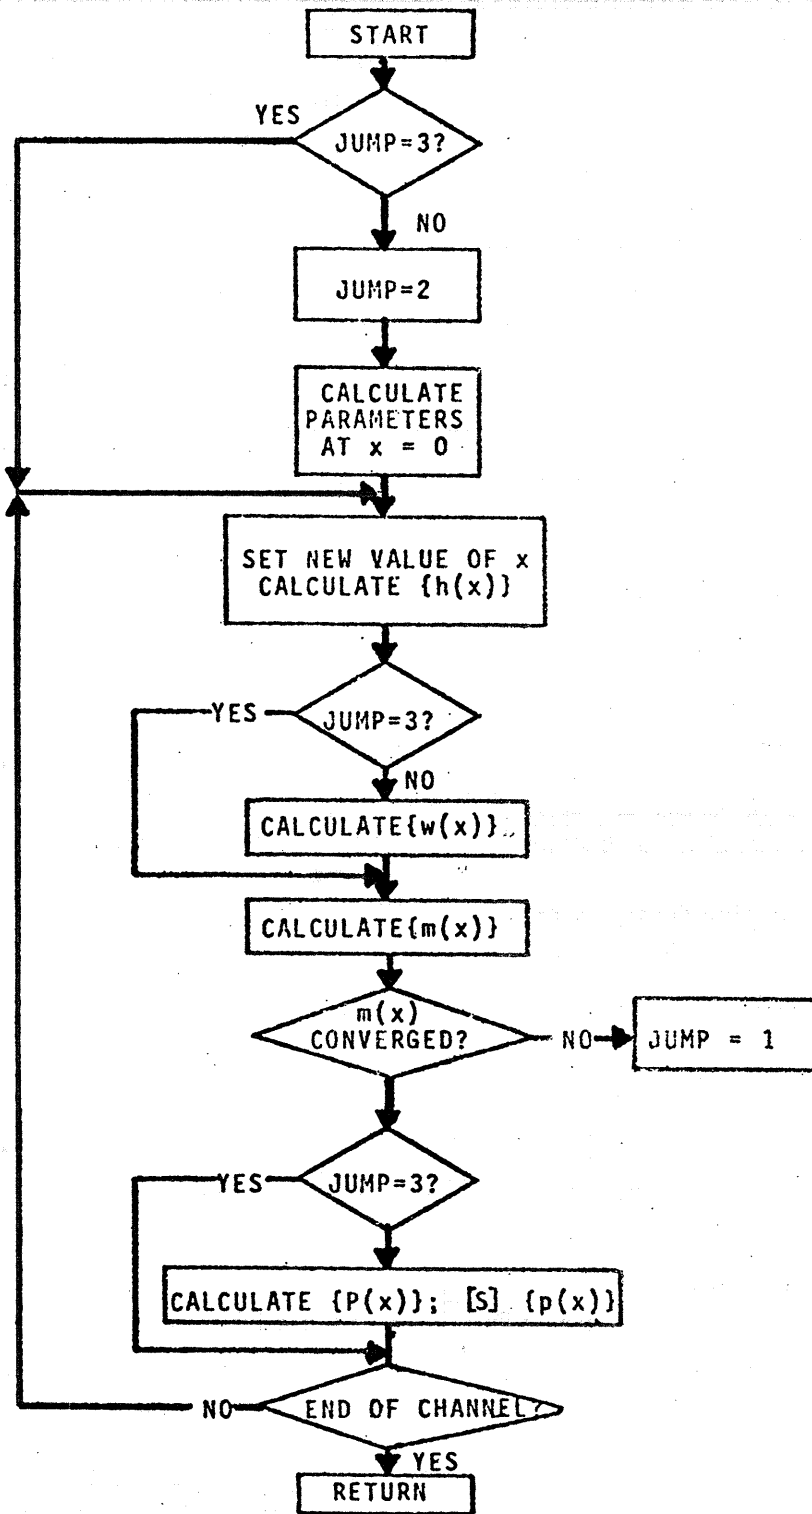 START
YES
JUMP=3?
NO
JUMP=2
CALCULATE
PARAMETERS
AT x = 0
SET NEW VALUE OF x
CALCULATE {h(x)}
YES
JUMP=3?
NO
CALCULATE{w(x)}
CALCULATE{m(x)}
m(x)
CONVERGED?
NO
JUMP = 1
YES
JUMP=3?
CALCULATE {P(x)}; [S] {p(x)}
NO
END OF CHANNEL?
YES
RETURN